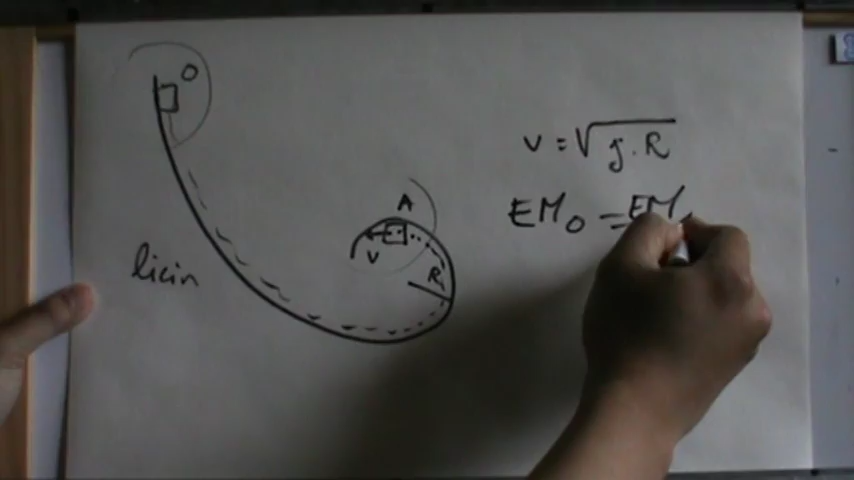 O
A
V
R
licin
v = √g.R
EM₀ = EM